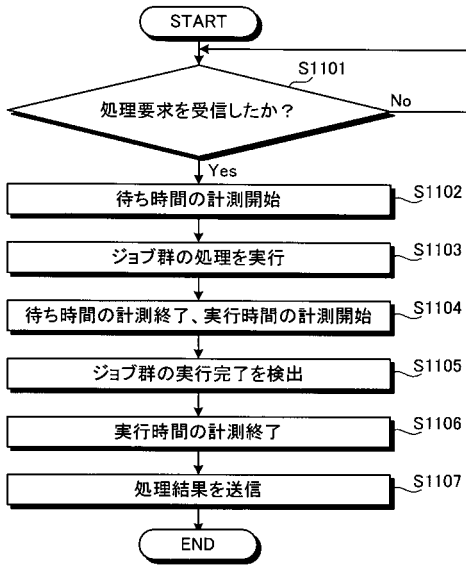 START
S1101
処理要求を受信したか?
No
Yes
待ち時間の計測開始
S1102
ジョブ群の処理を実行
S1103
待ち時間の計測終了、実行時間の計測開始
S1104
ジョブ群の実行完了を検出
S1105
実行時間の計測終了
S1106
処理結果を送信
S1107
END